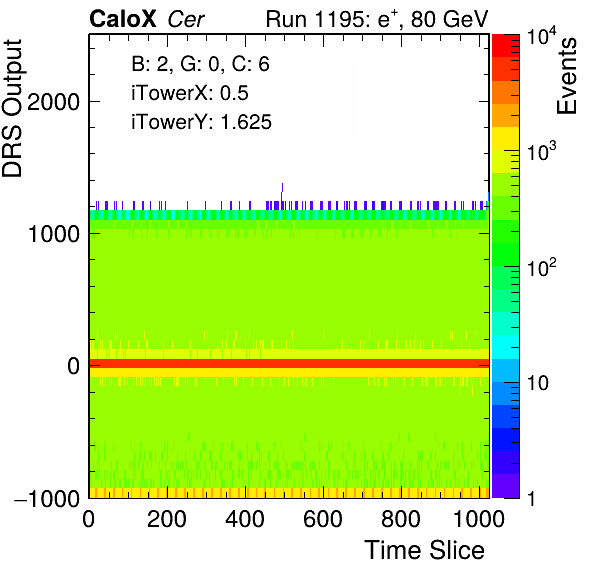 CaloX Cer Run 1195: e+, 80 GeV
B: 2, G: 0, C: 6
iTowerX: 0.5
iTowerY: 1.625
DRS Output
2000
1000
0
−1000
0 200 400 600 800 1000
Time Slice
Events
10^4
10^3
10^2
10
1